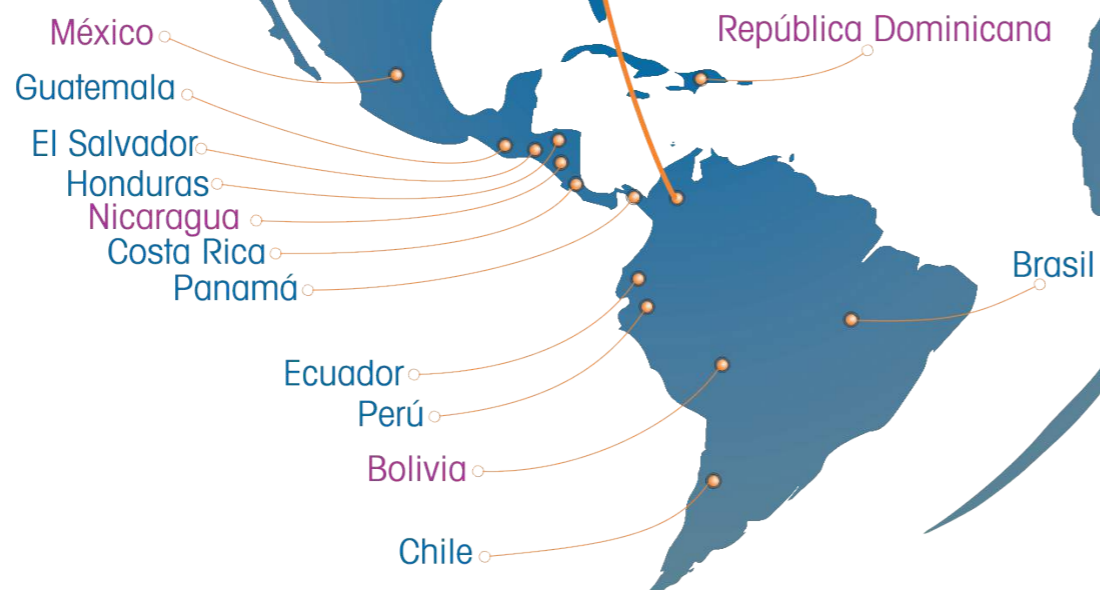 México
República Dominicana
Guatemala
El Salvador
Honduras
Nicaragua
Costa Rica
Panamá
Brasil
Ecuador
Perú
Bolivia
Chile